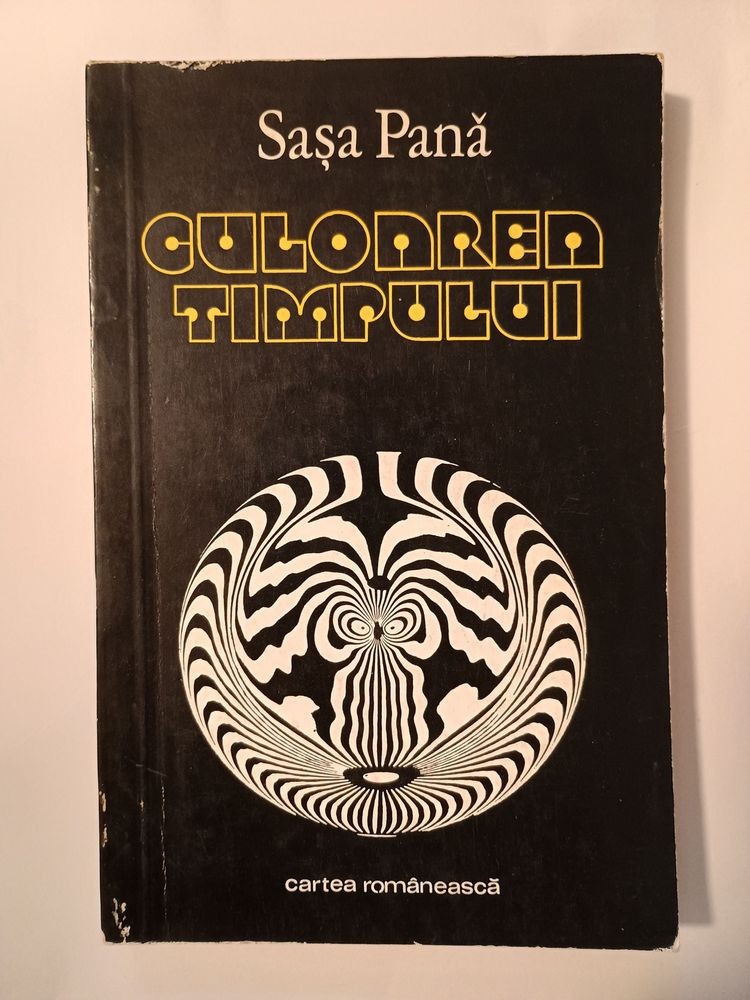 Sașa Pană
CULOAREA
TIMPULUI
cartea românească